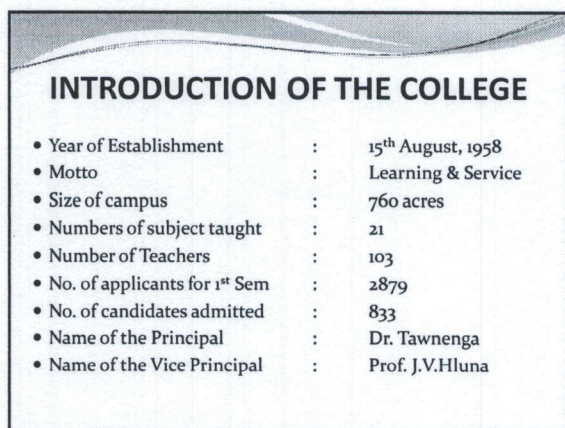 INTRODUCTION OF THE COLLEGE
• Year of Establishment : 15th August, 1958
• Motto : Learning & Service
• Size of campus : 760 acres
• Numbers of subject taught : 21
• Number of Teachers : 103
• No. of applicants for 1st Sem : 2879
• No. of candidates admitted : 833
• Name of the Principal : Dr. Tawnenga
• Name of the Vice Principal : Prof. J.V.Hluna